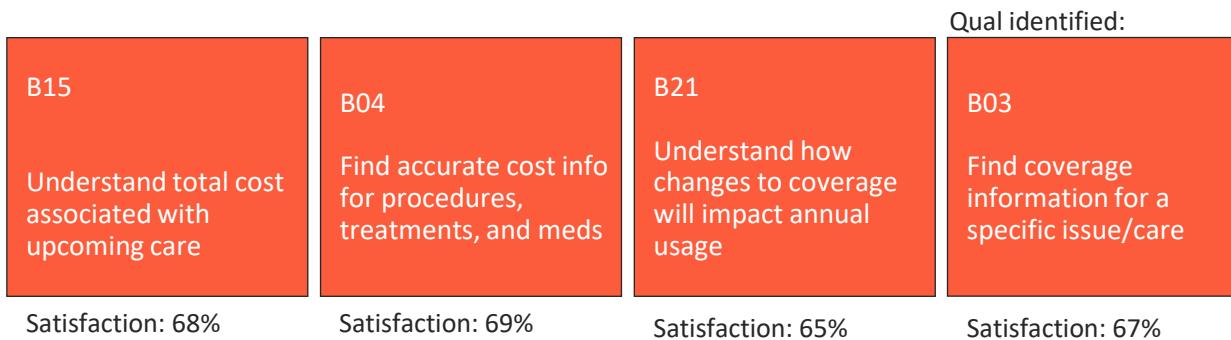 Qual identified:
B15
Understand total cost
associated with
upcoming care
Satisfaction: 68%
B04
Find accurate cost info
for procedures,
treatments, and meds
Satisfaction: 69%
B21
Understand how
changes to coverage
will impact annual
usage
Satisfaction: 65%
B03
Find coverage
information for a
specific issue/care
Satisfaction: 67%